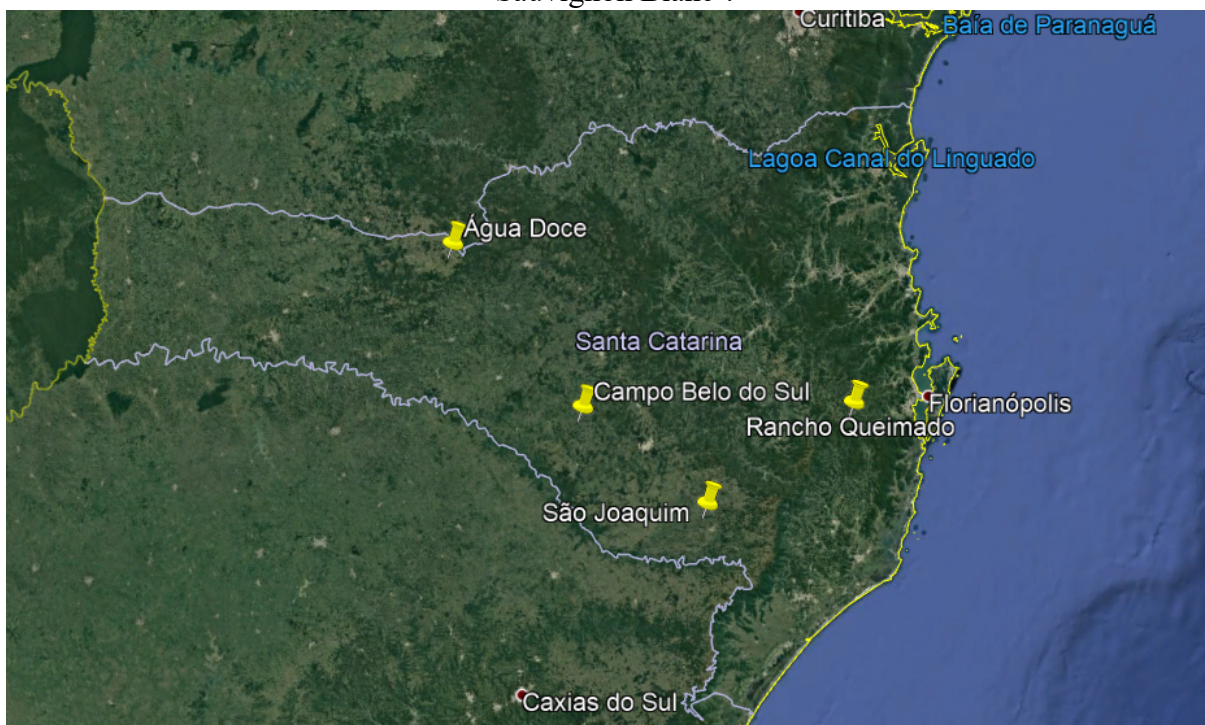 Sauvignon Blanc".
Curitiba
Baía de Paranaguá
Lagoa Canal do Linguado
Água Doce
Santa Catarina
Campo Belo do Sul
Florianópolis
Rancho Queimado
São Joaquim
Caxias do Sul